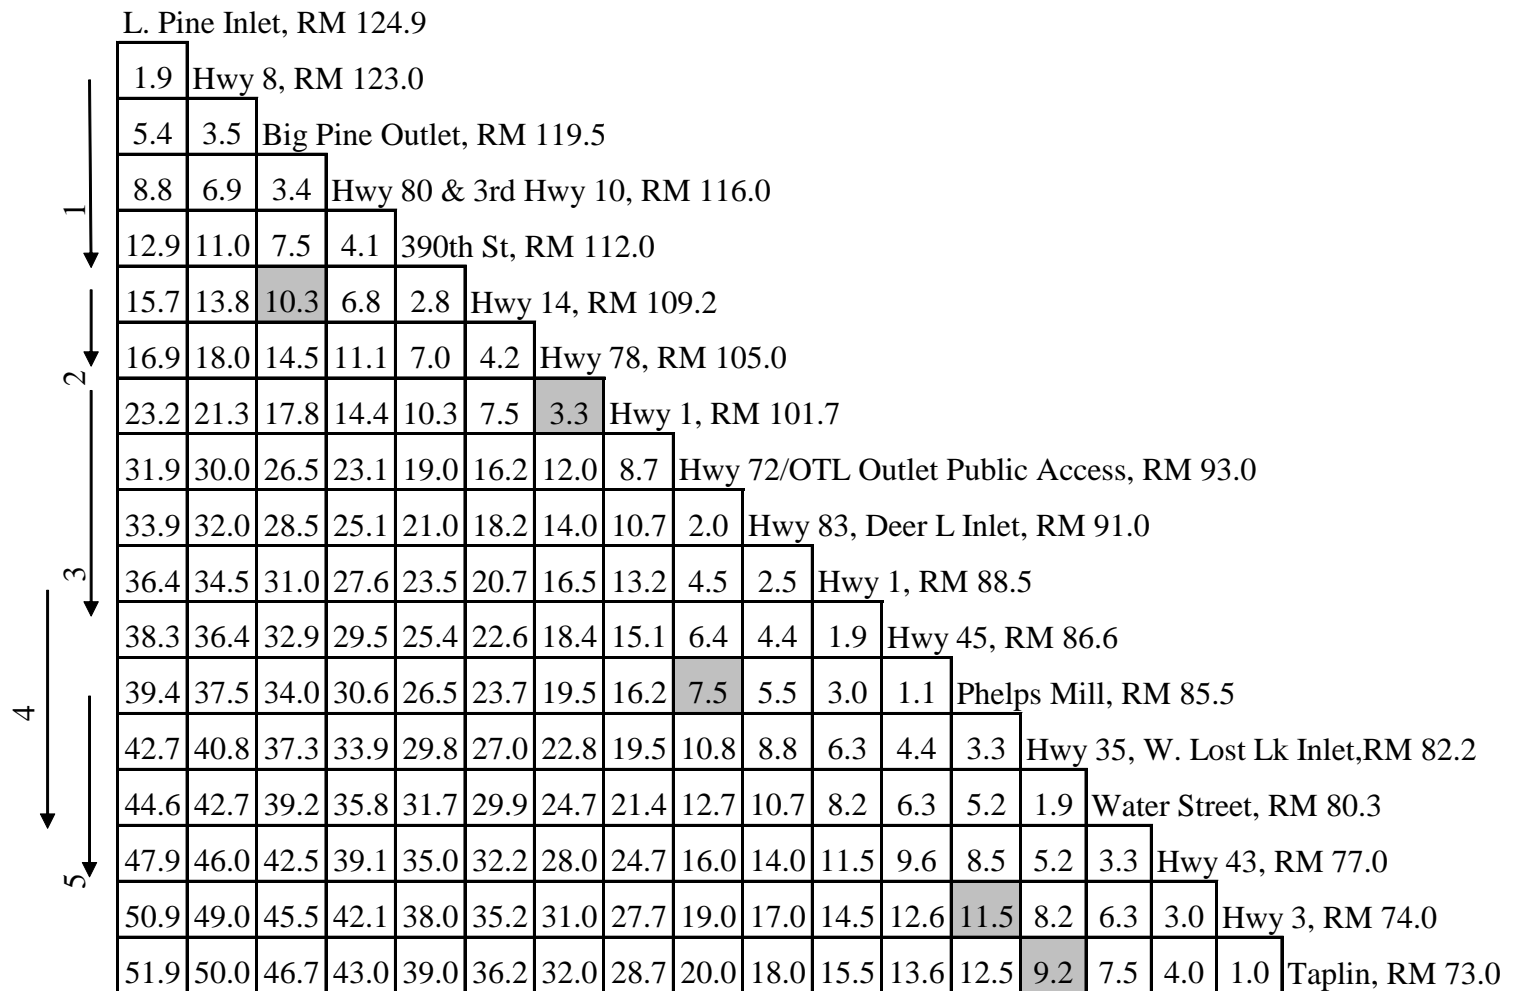 L. Pine Inlet, RM 124.9
1.9 Hwy 8, RM 123.0
5.4 3.5 Big Pine Outlet, RM 119.5
8.8 6.9 3.4 Hwy 80 & 3rd Hwy 10, RM 116.0
1
12.9 11.0 7.5 4.1 390th St, RM 112.0
15.7 13.8 10.3 6.8 2.8 Hwy 14, RM 109.2
16.9 18.0 14.5 11.1 7.0 4.2 Hwy 78, RM 105.0
2
23.2 21.3 17.8 14.4 10.3 7.5 3.3 Hwy 1, RM 101.7
31.9 30.0 26.5 23.1 19.0 16.2 12.0 8.7 Hwy 72/OTL Outlet Public Access, RM 93.0
33.9 32.0 28.5 25.1 21.0 18.2 14.0 10.7 2.0 Hwy 83, Deer L Inlet, RM 91.0
3
36.4 34.5 31.0 27.6 23.5 20.7 16.5 13.2 4.5 2.5 Hwy 1, RM 88.5
38.3 36.4 32.9 29.5 25.4 22.6 18.4 15.1 6.4 4.4 1.9 Hwy 45, RM 86.6
39.4 37.5 34.0 30.6 26.5 23.7 19.5 16.2 7.5 5.5 3.0 1.1 Phelps Mill, RM 85.5
4
42.7 40.8 37.3 33.9 29.8 27.0 22.8 19.5 10.8 8.8 6.3 4.4 3.3 Hwy 35, W. Lost Lk Inlet,RM 82.2
44.6 42.7 39.2 35.8 31.7 29.9 24.7 21.4 12.7 10.7 8.2 6.3 5.2 1.9 Water Street, RM 80.3
47.9 46.0 42.5 39.1 35.0 32.2 28.0 24.7 16.0 14.0 11.5 9.6 8.5 5.2 3.3 Hwy 43, RM 77.0
5
50.9 49.0 45.5 42.1 38.0 35.2 31.0 27.7 19.0 17.0 14.5 12.6 11.5 8.2 6.3 3.0 Hwy 3, RM 74.0
51.9 50.0 46.7 43.0 39.0 36.2 32.0 28.7 20.0 18.0 15.5 13.6 12.5 9.2 7.5 4.0 1.0 Taplin, RM 73.0